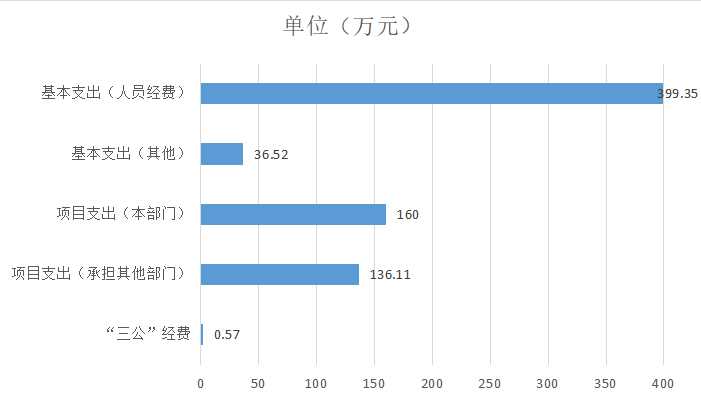 单位（万元）
基本支出（人员经费）
399.35
基本支出（其他）
36.52
项目支出（本部门）
160
项目支出（承担其他部门）
136.11
“三公”经费
0.57
0 50 100 150 200 250 300 350 400